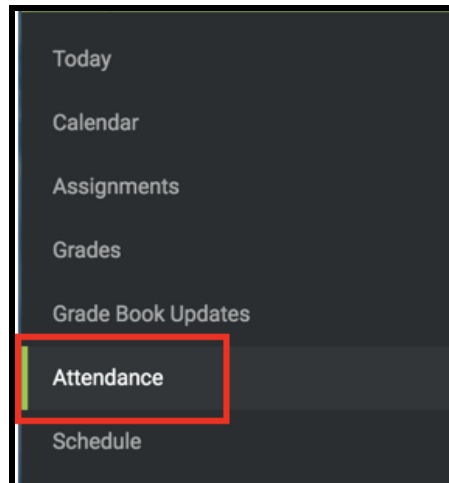 Today
Calendar
Assignments
Grades
Grade Book Updates
Attendance
Schedule